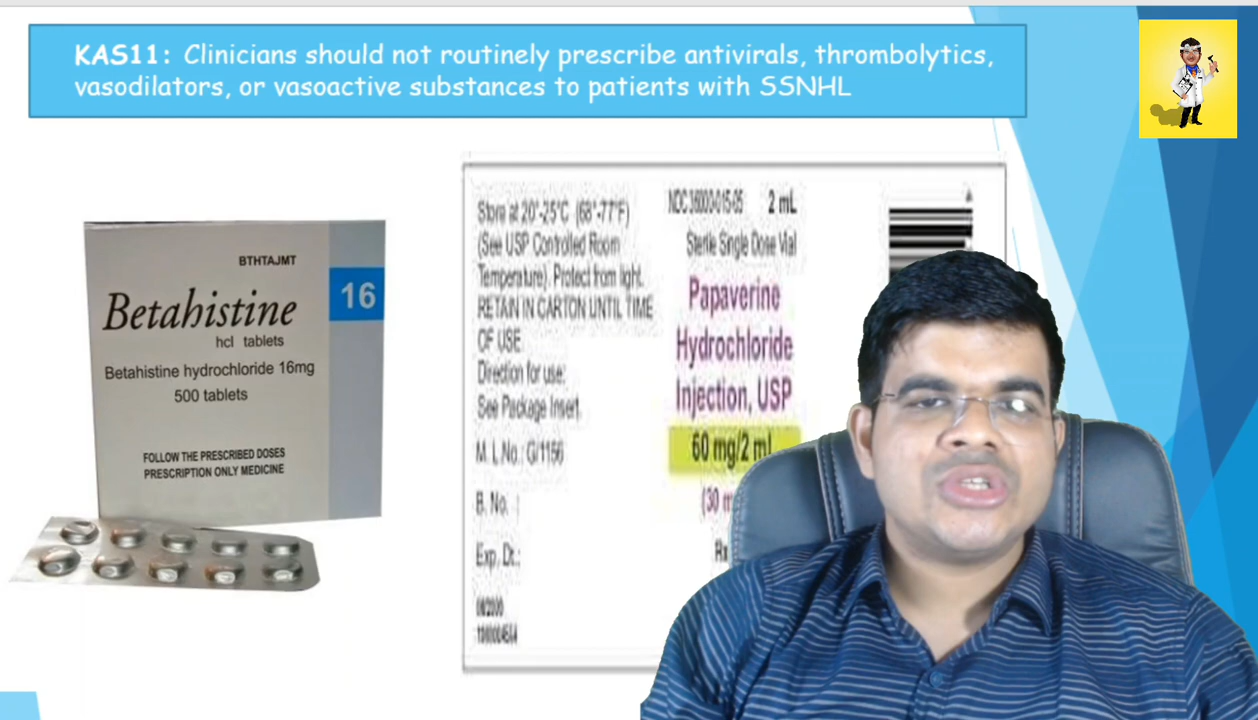 KAS11: Clinicians should not routinely prescribe antivirals, thrombolytics,
vasodilators, or vasoactive substances to patients with SSNHL
BTHTAJMT
Betahistine
16
hcl tablets
Betahistine hydrochloride 16mg
500 tablets
FOLLOW THE PRESCRIBED DOSES
PRESCRIPTION ONLY MEDICINE
Store at 20°-25°C (68°-77°F)
(See USP Controlled Room
Temperature). Protect from light.
RETAIN IN CARTON UNTIL TIME
OF USE.
Direction for use:
See Package Insert.
M. L. No.: G/1156
B. No. :
Exp. Dt.:
2 mL
Sterile Single Dose Vial
Papaverine
Hydrochloride
Injection, USP
60 mg/2 mL
(30 m
Rx